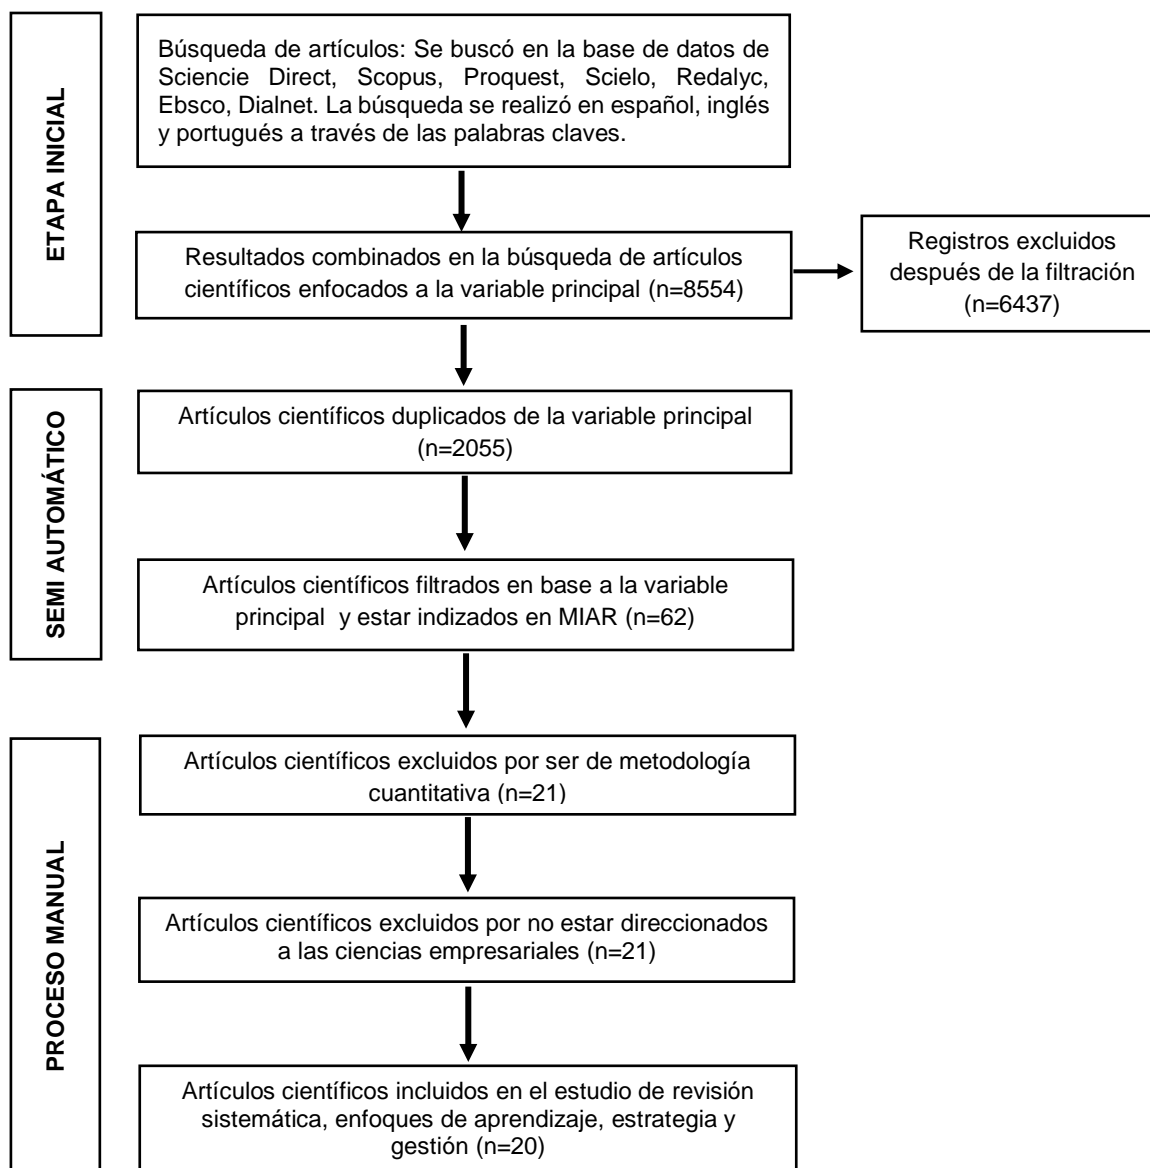 ETAPA INICIAL
Búsqueda de artículos: Se buscó en la base de datos de
Sciencie Direct, Scopus, Proquest, Scielo, Redalyc,
Ebsco, Dialnet. La búsqueda se realizó en español, inglés
y portugués a través de las palabras claves.
Resultados combinados en la búsqueda de artículos
científicos enfocados a la variable principal (n=8554)
Registros excluidos
después de la filtración
(n=6437)
SEMI AUTOMÁTICO
Artículos científicos duplicados de la variable principal
(n=2055)
Artículos científicos filtrados en base a la variable
principal y estar indizados en MIAR (n=62)
PROCESO MANUAL
Artículos científicos excluidos por ser de metodología
cuantitativa (n=21)
Artículos científicos excluidos por no estar direccionados
a las ciencias empresariales (n=21)
Artículos científicos incluidos en el estudio de revisión
sistemática, enfoques de aprendizaje, estrategia y
gestión (n=20)